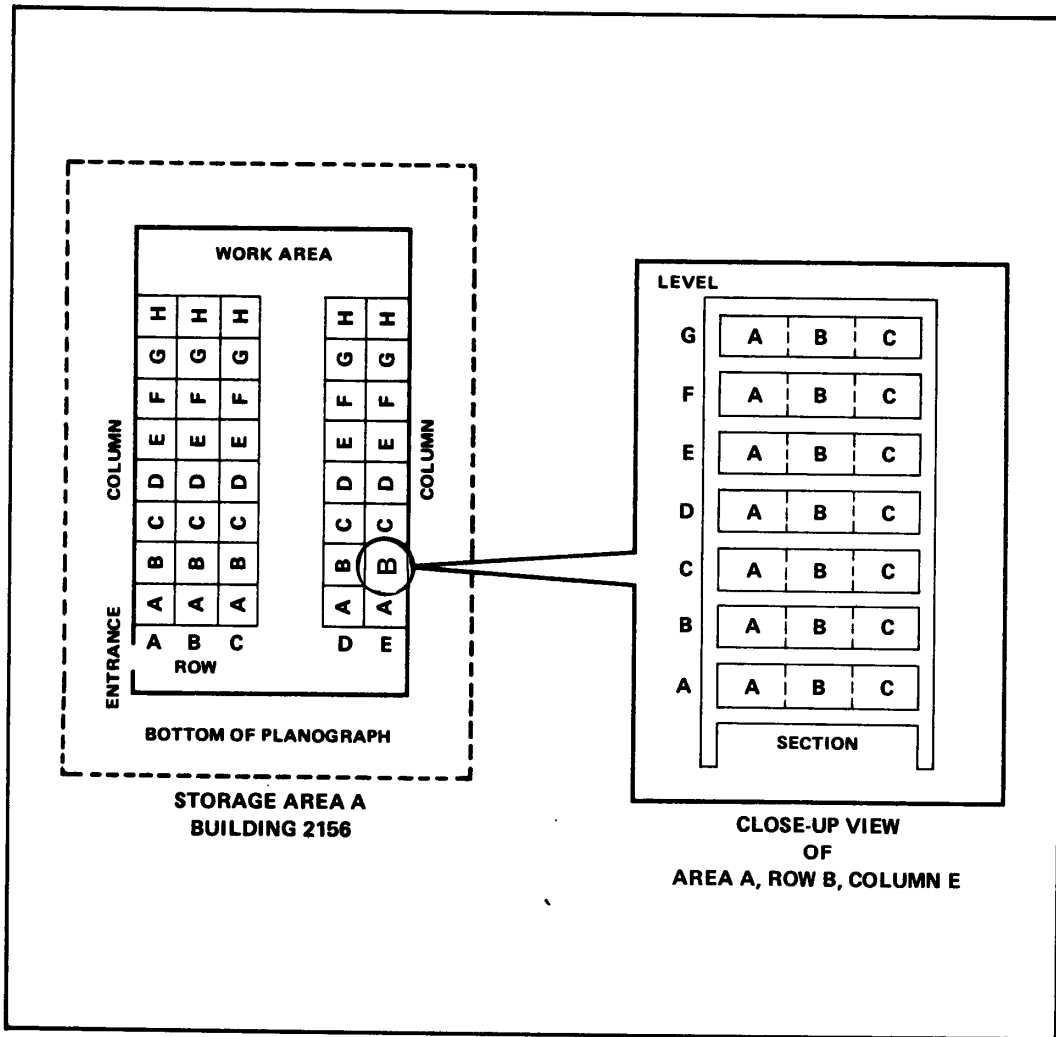 WORK AREA
H H H H H
G G G G G
F F F F F
E E E E E
D D D D D
C C C C C
B B B B B
A A A A A
COLUMN
COLUMN
ENTRANCE
A B C D E
ROW
BOTTOM OF PLANOGRAPH
STORAGE AREA A
BUILDING 2156
LEVEL
G A B C
F A B C
E A B C
D A B C
C A B C
B A B C
A A B C
SECTION
CLOSE-UP VIEW
OF
AREA A, ROW B, COLUMN E